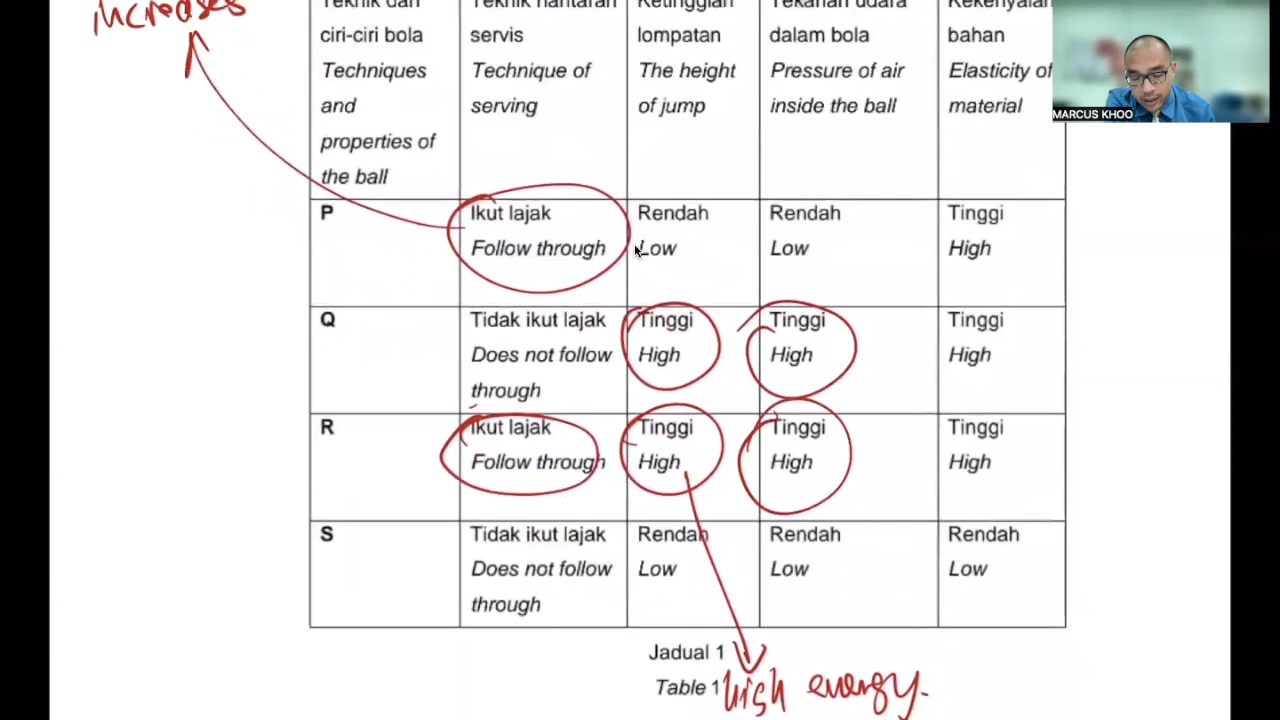 increases
Teknik dan
ciri-ciri bola
Techniques
and
properties of
the ball
Teknik hantaran
servis
Technique of
serving
Ketinggian
lompatan
The height
of jump
Tekanan udara
dalam bola
Pressure of air
inside the ball
Kekenyalan
bahan
Elasticity of
material
MARCUS KHOO
P
Ikut lajak
Follow through
Rendah
Low
Rendah
Low
Tinggi
High
Q
Tidak ikut lajak
Does not follow
through
Tinggi
High
Tinggi
High
Tinggi
High
R
Ikut lajak
Follow through
Tinggi
High
Tinggi
High
Tinggi
High
S
Tidak ikut lajak
Does not follow
through
Rendah
Low
Rendah
Low
Rendah
Low
Jadual 1
Table 1
high energy.